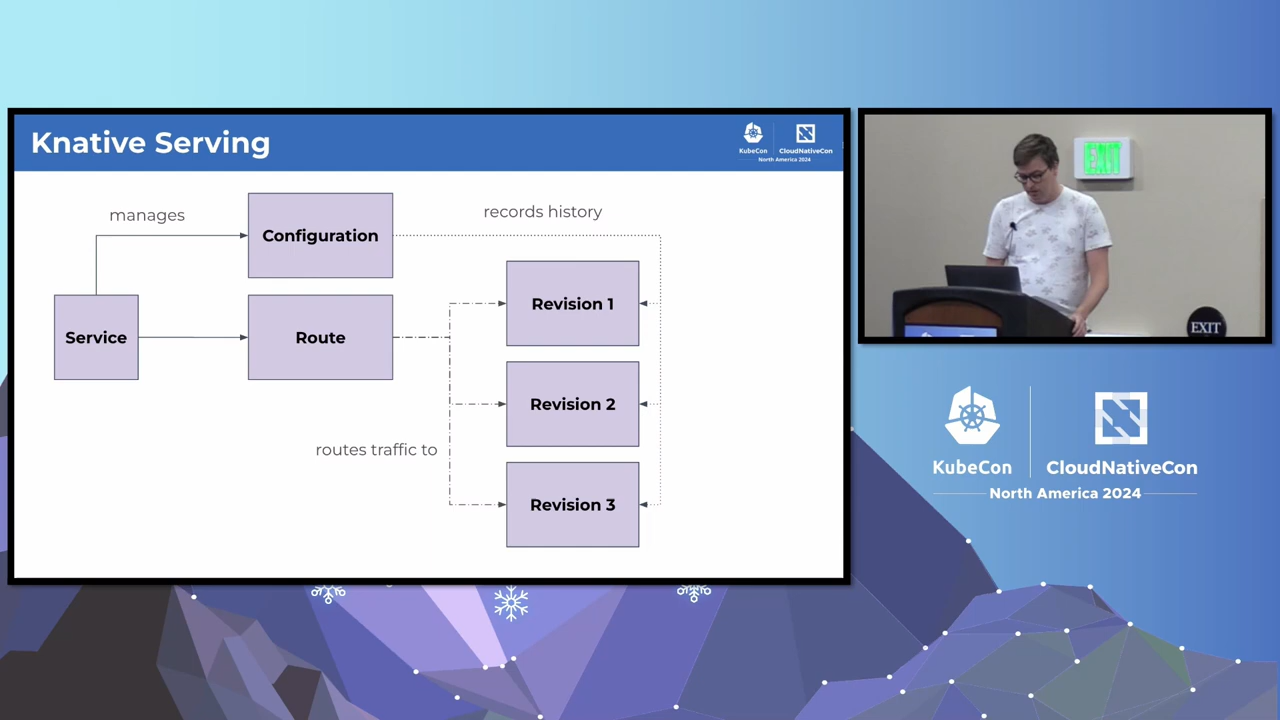 Knative Serving
KubeCon
CloudNativeCon
North America 2024
manages
records history
Configuration
Revision 1
Service
Route
Revision 2
routes traffic to
Revision 3
EXIT
EXIT
KubeCon
CloudNativeCon
North America 2024